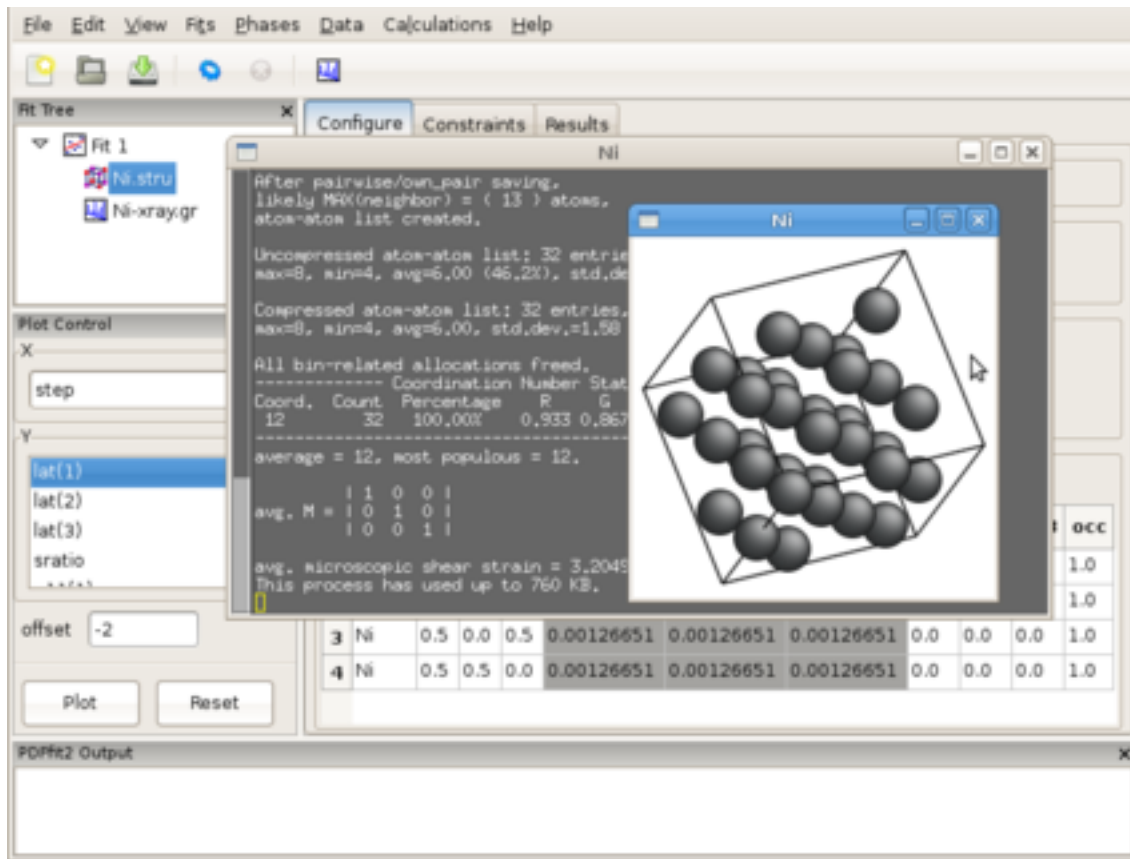 File Edit View Fits Phases Data Calculations Help
Fit Tree
Fit 1
Ni.stru
Ni-xray.gr
Configure Constraints Results
Ni
After pairwise/own_pair saving,
likely MAX(neighbor) = ( 13 ) atoms,
atom-atom list created.
Uncompressed atom-atom list: 32 entrie
max=8, min=4, avg=6.00 (46.2%), std.de
Compressed atom-atom list: 32 entries,
max=8, min=4, avg=6.00, std.dev.=1.58
All bin-related allocations freed.
------------- Coordination Number Stat
Coord. Count Percentage R G
12 32 100.00% 0.933 0.867
average = 12, most populous = 12.
| 1 0 0 |
avg. M = | 0 1 0 |
| 0 0 1 |
avg. microscopic shear strain = 3.2049
This process has used up to 760 KB.
Ni
Plot Control
X
step
Y
lat(1)
lat(2)
lat(3)
sratio
offset -2
Plot Reset
occ
1.0
1.0
3 Ni 0.5 0.0 0.5 0.00126651 0.00126651 0.00126651 0.0 0.0 0.0 1.0
4 Ni 0.5 0.5 0.0 0.00126651 0.00126651 0.00126651 0.0 0.0 0.0 1.0
PDFfit2 Output